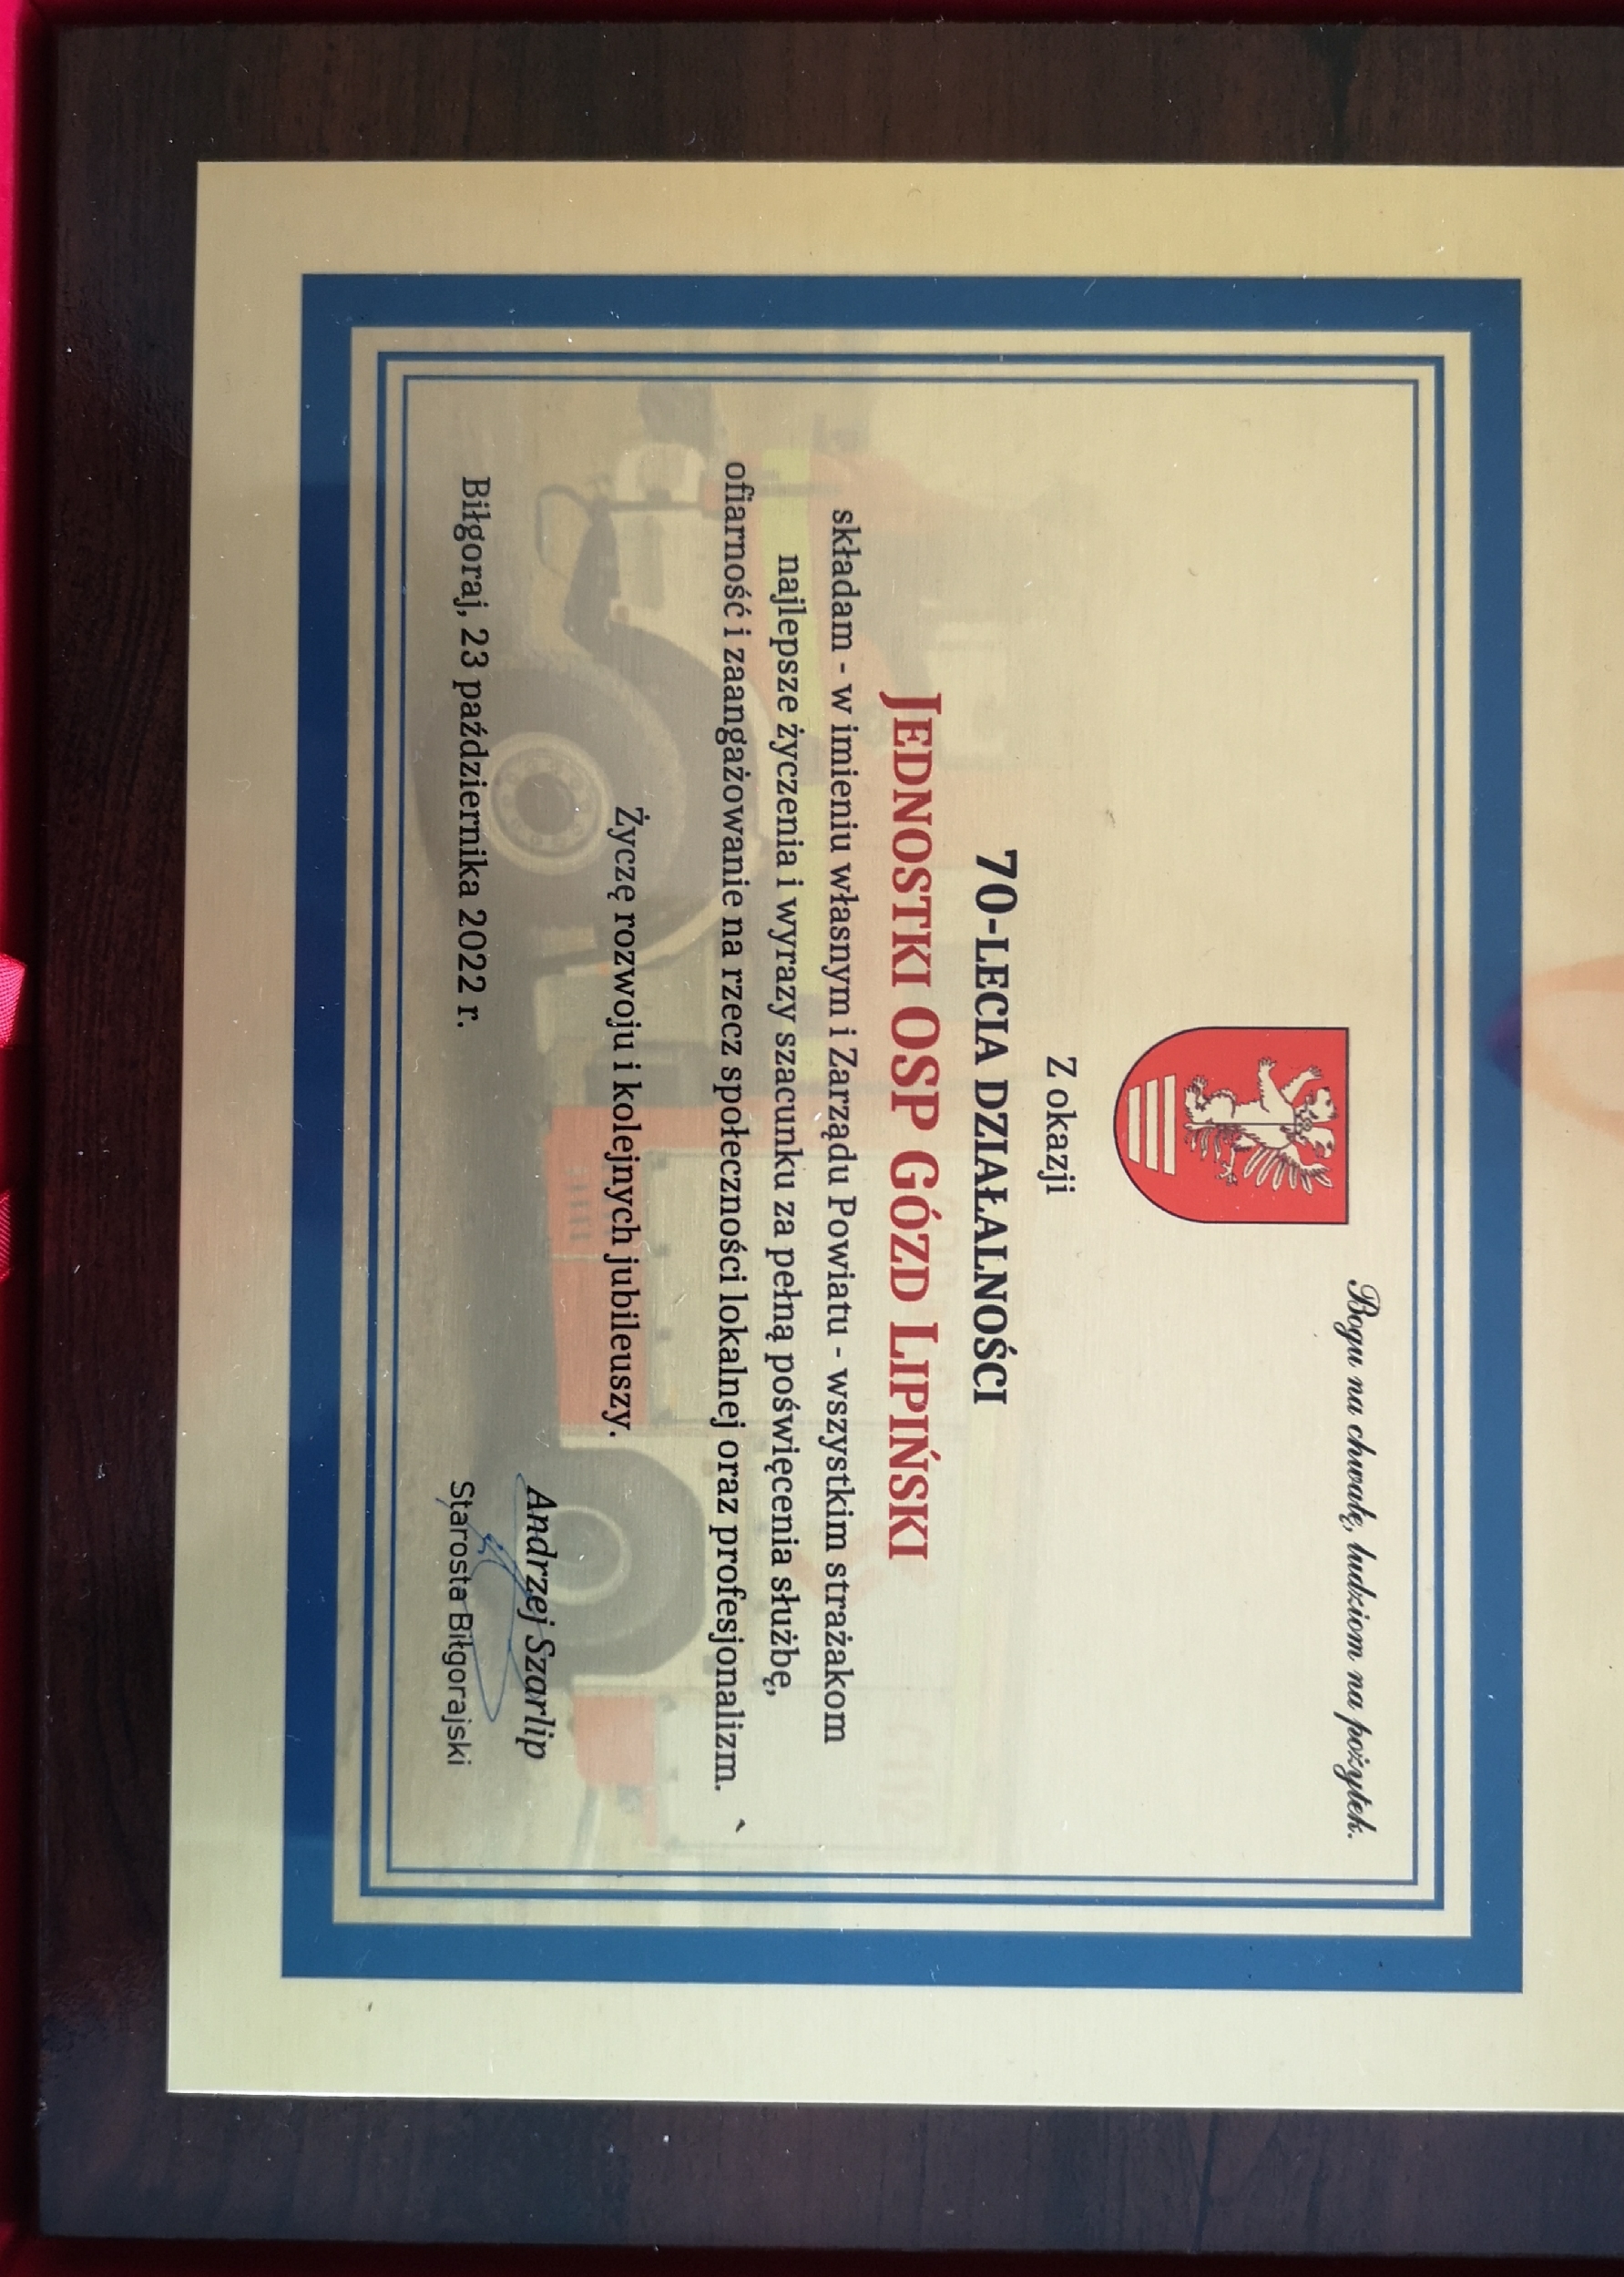 Bogu na chwałę, ludziom na pożytek.
Z okazji
70-LECIA DZIAŁALNOŚCI
JEDNOSTKI OSP GÓZD LIPIŃSKI
składam - w imieniu własnym i Zarządu Powiatu - wszystkim strażakom
najlepsze życzenia i wyrazy szacunku za pełną poświęcenia służbę,
ofiarność i zaangażowanie na rzecz społeczności lokalnej oraz profesjonalizm.
Życzę rozwoju i kolejnych jubileuszy.
Andrzej Szarlip
Starosta Biłgorajski
Biłgoraj, 23 października 2022 r.